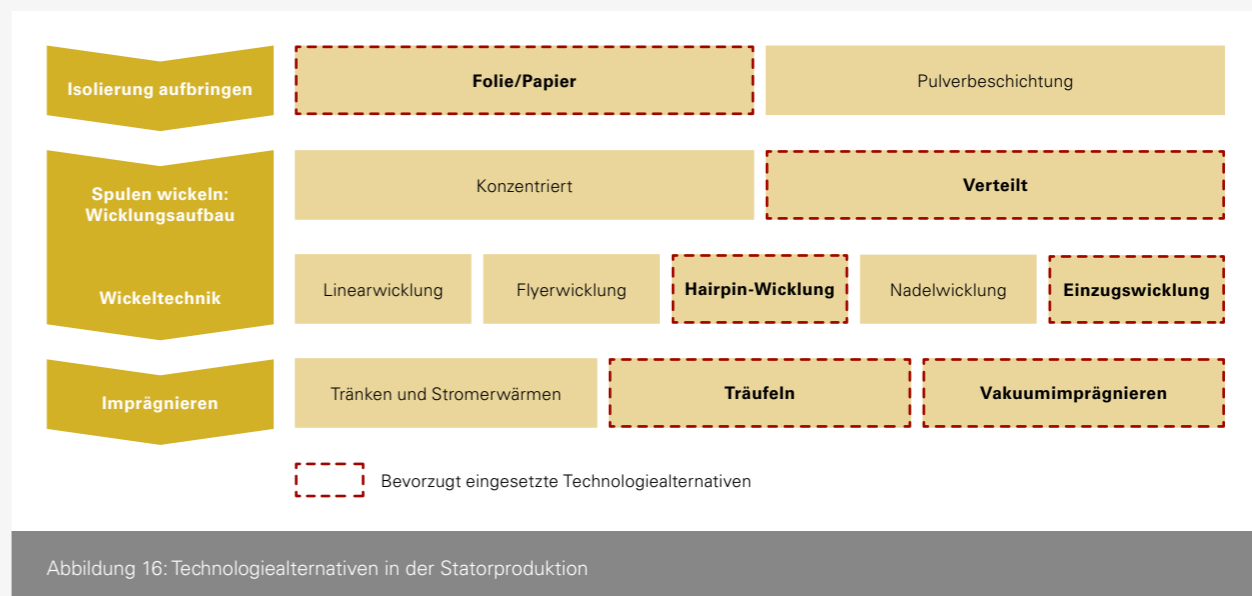 Isolierung aufbringen
Folie/Papier
Pulverbeschichtung
Spulen wickeln:
Wicklungsaufbau
Konzentriert
Verteilt
Wickeltechnik
Linearwicklung
Flyerwicklung
Hairpin-Wicklung
Nadelwicklung
Einzugswicklung
Imprägnieren
Tränken und Stromerwärmen
Träufeln
Vakuumimprägnieren
Bevorzugt eingesetzte Technologiealternativen
Abbildung 16: Technologiealternativen in der Statorproduktion